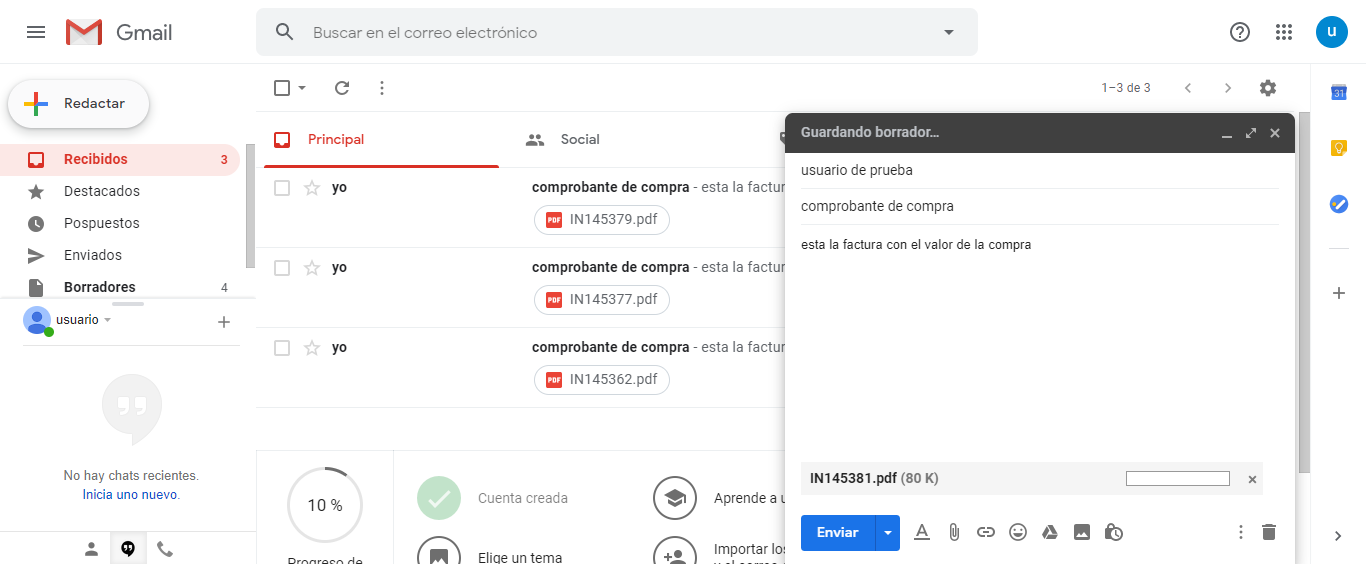 Gmail
Buscar en el correo electrónico
u
Redactar
1–3 de 3
31
Recibidos 3
Destacados
Pospuestos
Enviados
Borradores 4
usuario
No hay chats recientes.
Inicia uno nuevo.
Principal
Social
yo
comprobante de compra - esta la factur
PDF IN145379.pdf
yo
comprobante de compra - esta la factur
PDF IN145377.pdf
yo
comprobante de compra - esta la factur
PDF IN145362.pdf
10 %
Progreso de
Cuenta creada
Aprende a u
Elige un tema
Importar los
y el correo
Guardando borrador…
usuario de prueba
comprobante de compra
esta la factura con el valor de la compra
IN145381.pdf (80 K)
Enviar